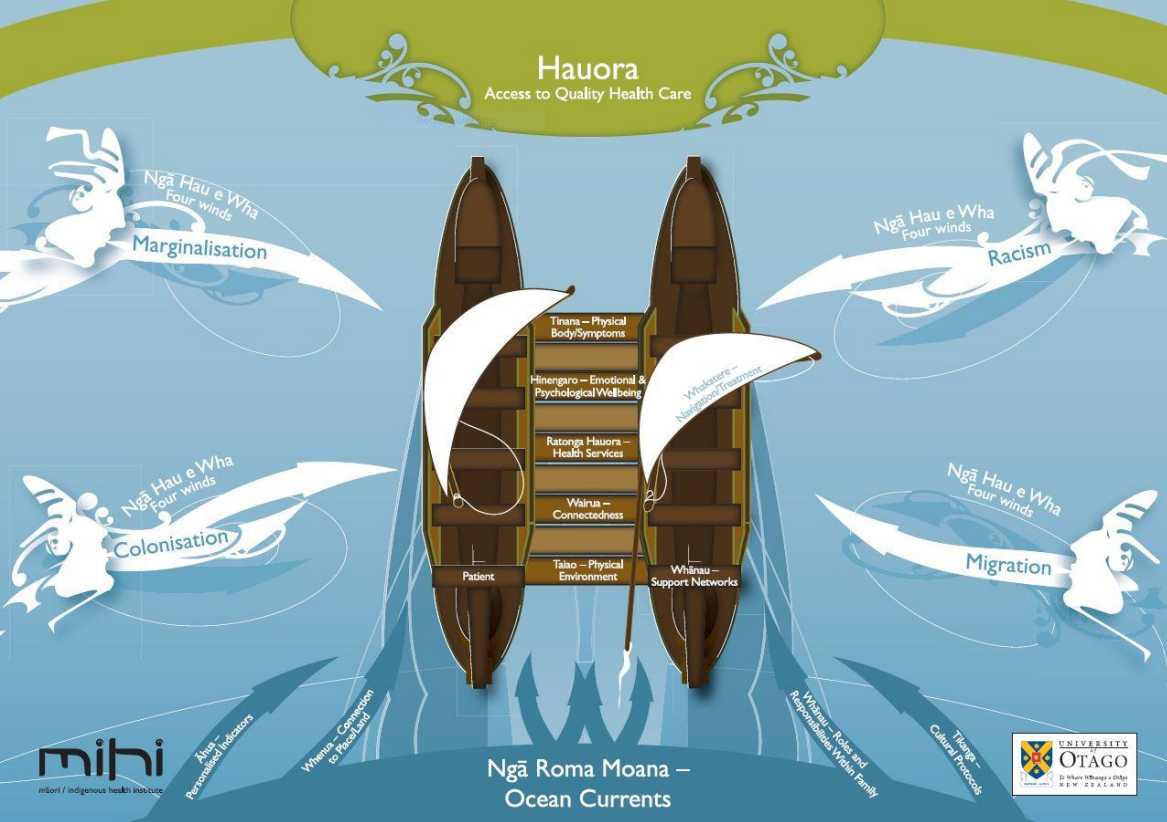 Hauora
Access to Quality Health Care
Ngā Hau e Wha
Four winds
Marginalisation
Ngā Hau e Wha
Four winds
Racism
Tinana – Physical
Body/Symptoms
Hinengaro – Emotional &
Psychological Wellbeing
Whakatere –
Navigation/Treatment
Ratonga Hauora –
Health Services
Wairua –
Connectedness
Taiao – Physical
Environment
Patient
Whānau –
Support Networks
Ngā Hau e Wha
Four winds
Colonisation
Ngā Hau e Wha
Four winds
Migration
Āhua –
Personalised Indicators
Whenua – Connection
to Place/Land
Whānau – Roles and
Responsibilities Within Family
Tikanga –
Cultural Protocols
Ngā Roma Moana –
Ocean Currents
mihi
māori / indigenous health institute
UNIVERSITY
of
OTAGO
Te Whare Wānanga o Otāgo
NEW ZEALAND